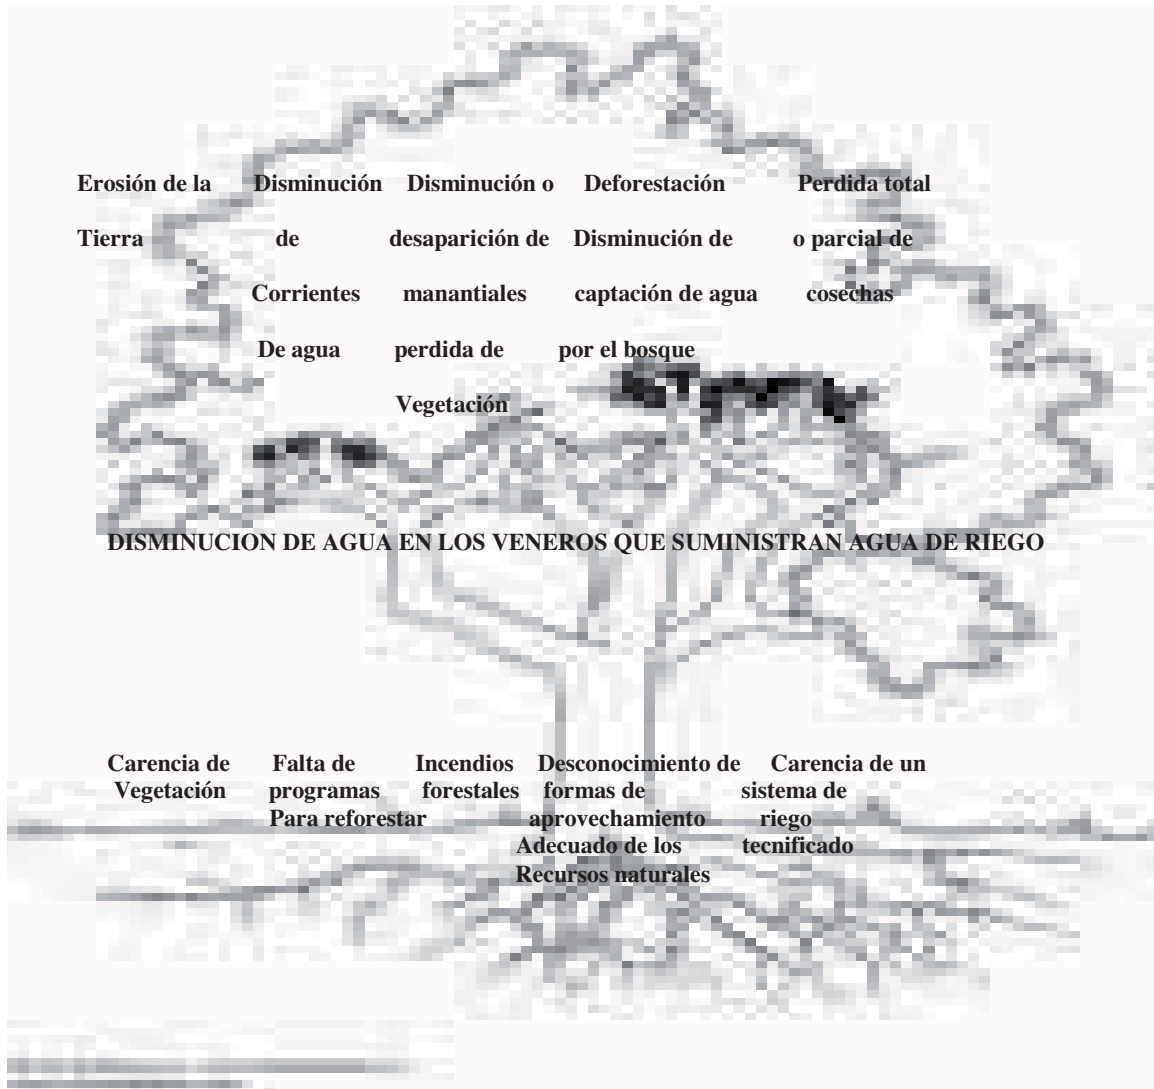 Erosión de la Disminución Disminución o Deforestación Perdida total
Tierra de desaparición de Disminución de o parcial de
Corrientes manantiales captación de agua cosechas
De agua perdida de por el bosque
Vegetación
DISMINUCION DE AGUA EN LOS VENEROS QUE SUMINISTRAN AGUA DE RIEGO
Carencia de Falta de Incendios Desconocimiento de Carencia de un
Vegetación programas forestales formas de sistema de
Para reforestar aprovechamiento riego
Adecuado de los tecnificado
Recursos naturales